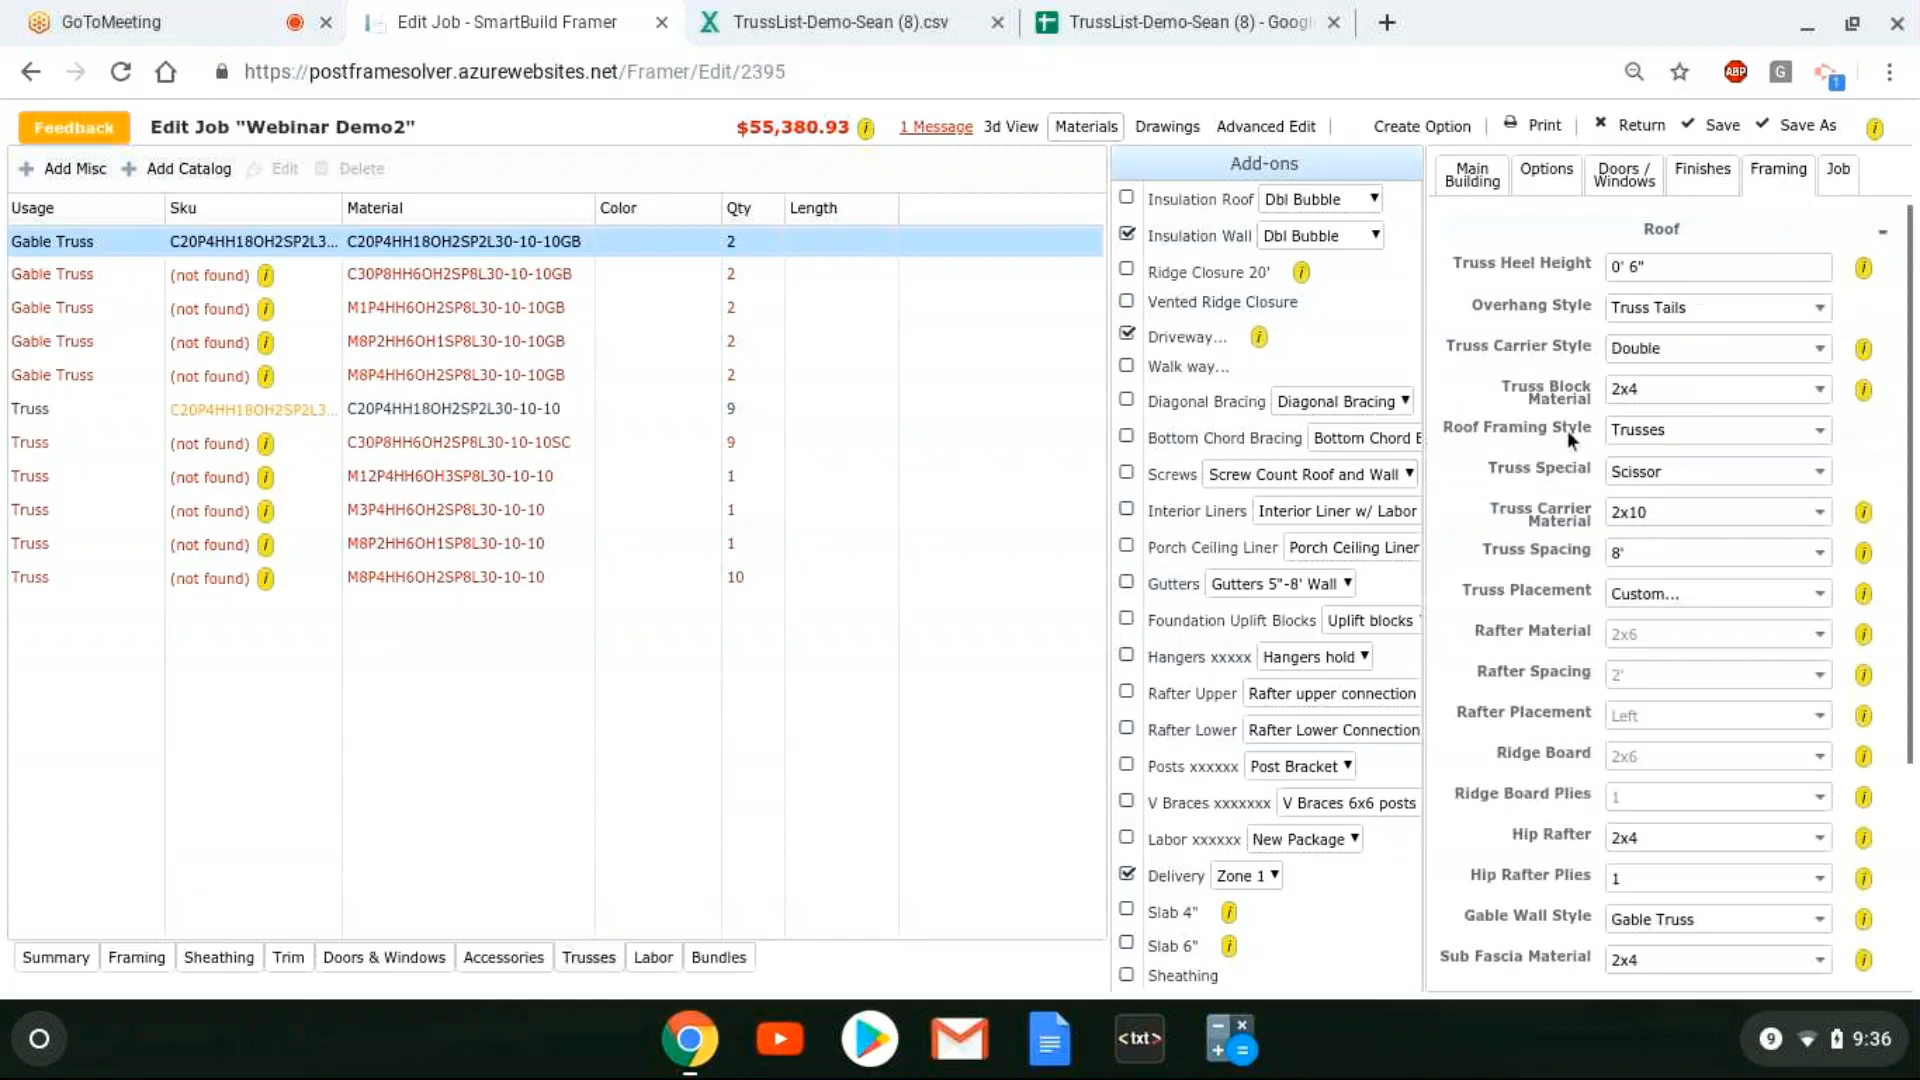 GoToMeeting
Edit Job - SmartBuild Framer
TrussList-Demo-Sean (8).csv
TrussList-Demo-Sean (8) - Googl
https://postframesolver.azurewebsites.net/Framer/Edit/2395
ABP
G
1
Feedback
Edit Job "Webinar Demo2"
$55,380.93
1 Message
3d View
Materials
Drawings
Advanced Edit
Create Option
Print
Return
Save
Save As
Add Misc
Add Catalog
Edit
Delete
Usage Sku Material Color Qty Length
Gable Truss C20P4HH18OH2SP2L3... C20P4HH18OH2SP2L30-10-10GB 2
Gable Truss (not found) C30P8HH6OH2SP8L30-10-10GB 2
Gable Truss (not found) M1P4HH6OH2SP8L30-10-10GB 2
Gable Truss (not found) M8P2HH6OH1SP8L30-10-10GB 2
Gable Truss (not found) M8P4HH6OH2SP8L30-10-10GB 2
Truss C20P4HH18OH2SP2L3... C20P4HH18OH2SP2L30-10-10 9
Truss (not found) C30P8HH6OH2SP8L30-10-10SC 9
Truss (not found) M12P4HH6OH3SP8L30-10-10 1
Truss (not found) M3P4HH6OH2SP8L30-10-10 1
Truss (not found) M8P2HH6OH1SP8L30-10-10 1
Truss (not found) M8P4HH6OH2SP8L30-10-10 10
Summary
Framing
Sheathing
Trim
Doors & Windows
Accessories
Trusses
Labor
Bundles
Add-ons
Insulation Roof Dbl Bubble
Insulation Wall Dbl Bubble
Ridge Closure 20'
Vented Ridge Closure
Driveway...
Walk way...
Diagonal Bracing Diagonal Bracing
Bottom Chord Bracing Bottom Chord B
Screws Screw Count Roof and Wall
Interior Liners Interior Liner w/ Labor
Porch Ceiling Liner Porch Ceiling Liner
Gutters Gutters 5"-8' Wall
Foundation Uplift Blocks Uplift blocks
Hangers xxxxx Hangers hold
Rafter Upper Rafter upper connection
Rafter Lower Rafter Lower Connection
Posts xxxxxx Post Bracket
V Braces xxxxxxx V Braces 6x6 posts
Labor xxxxxx New Package
Delivery Zone 1
Slab 4"
Slab 6"
Sheathing
Main
Building
Options
Doors /
Windows
Finishes
Framing
Job
Roof
Truss Heel Height 0' 6"
Overhang Style Truss Tails
Truss Carrier Style Double
Truss Block
Material 2x4
Roof Framing Style Trusses
Truss Special Scissor
Truss Carrier
Material 2x10
Truss Spacing 8'
Truss Placement Custom...
Rafter Material 2x6
Rafter Spacing 2'
Rafter Placement Left
Ridge Board 2x6
Ridge Board Plies 1
Hip Rafter 2x4
Hip Rafter Plies 1
Gable Wall Style Gable Truss
Sub Fascia Material 2x4
<txt>
9
9:36